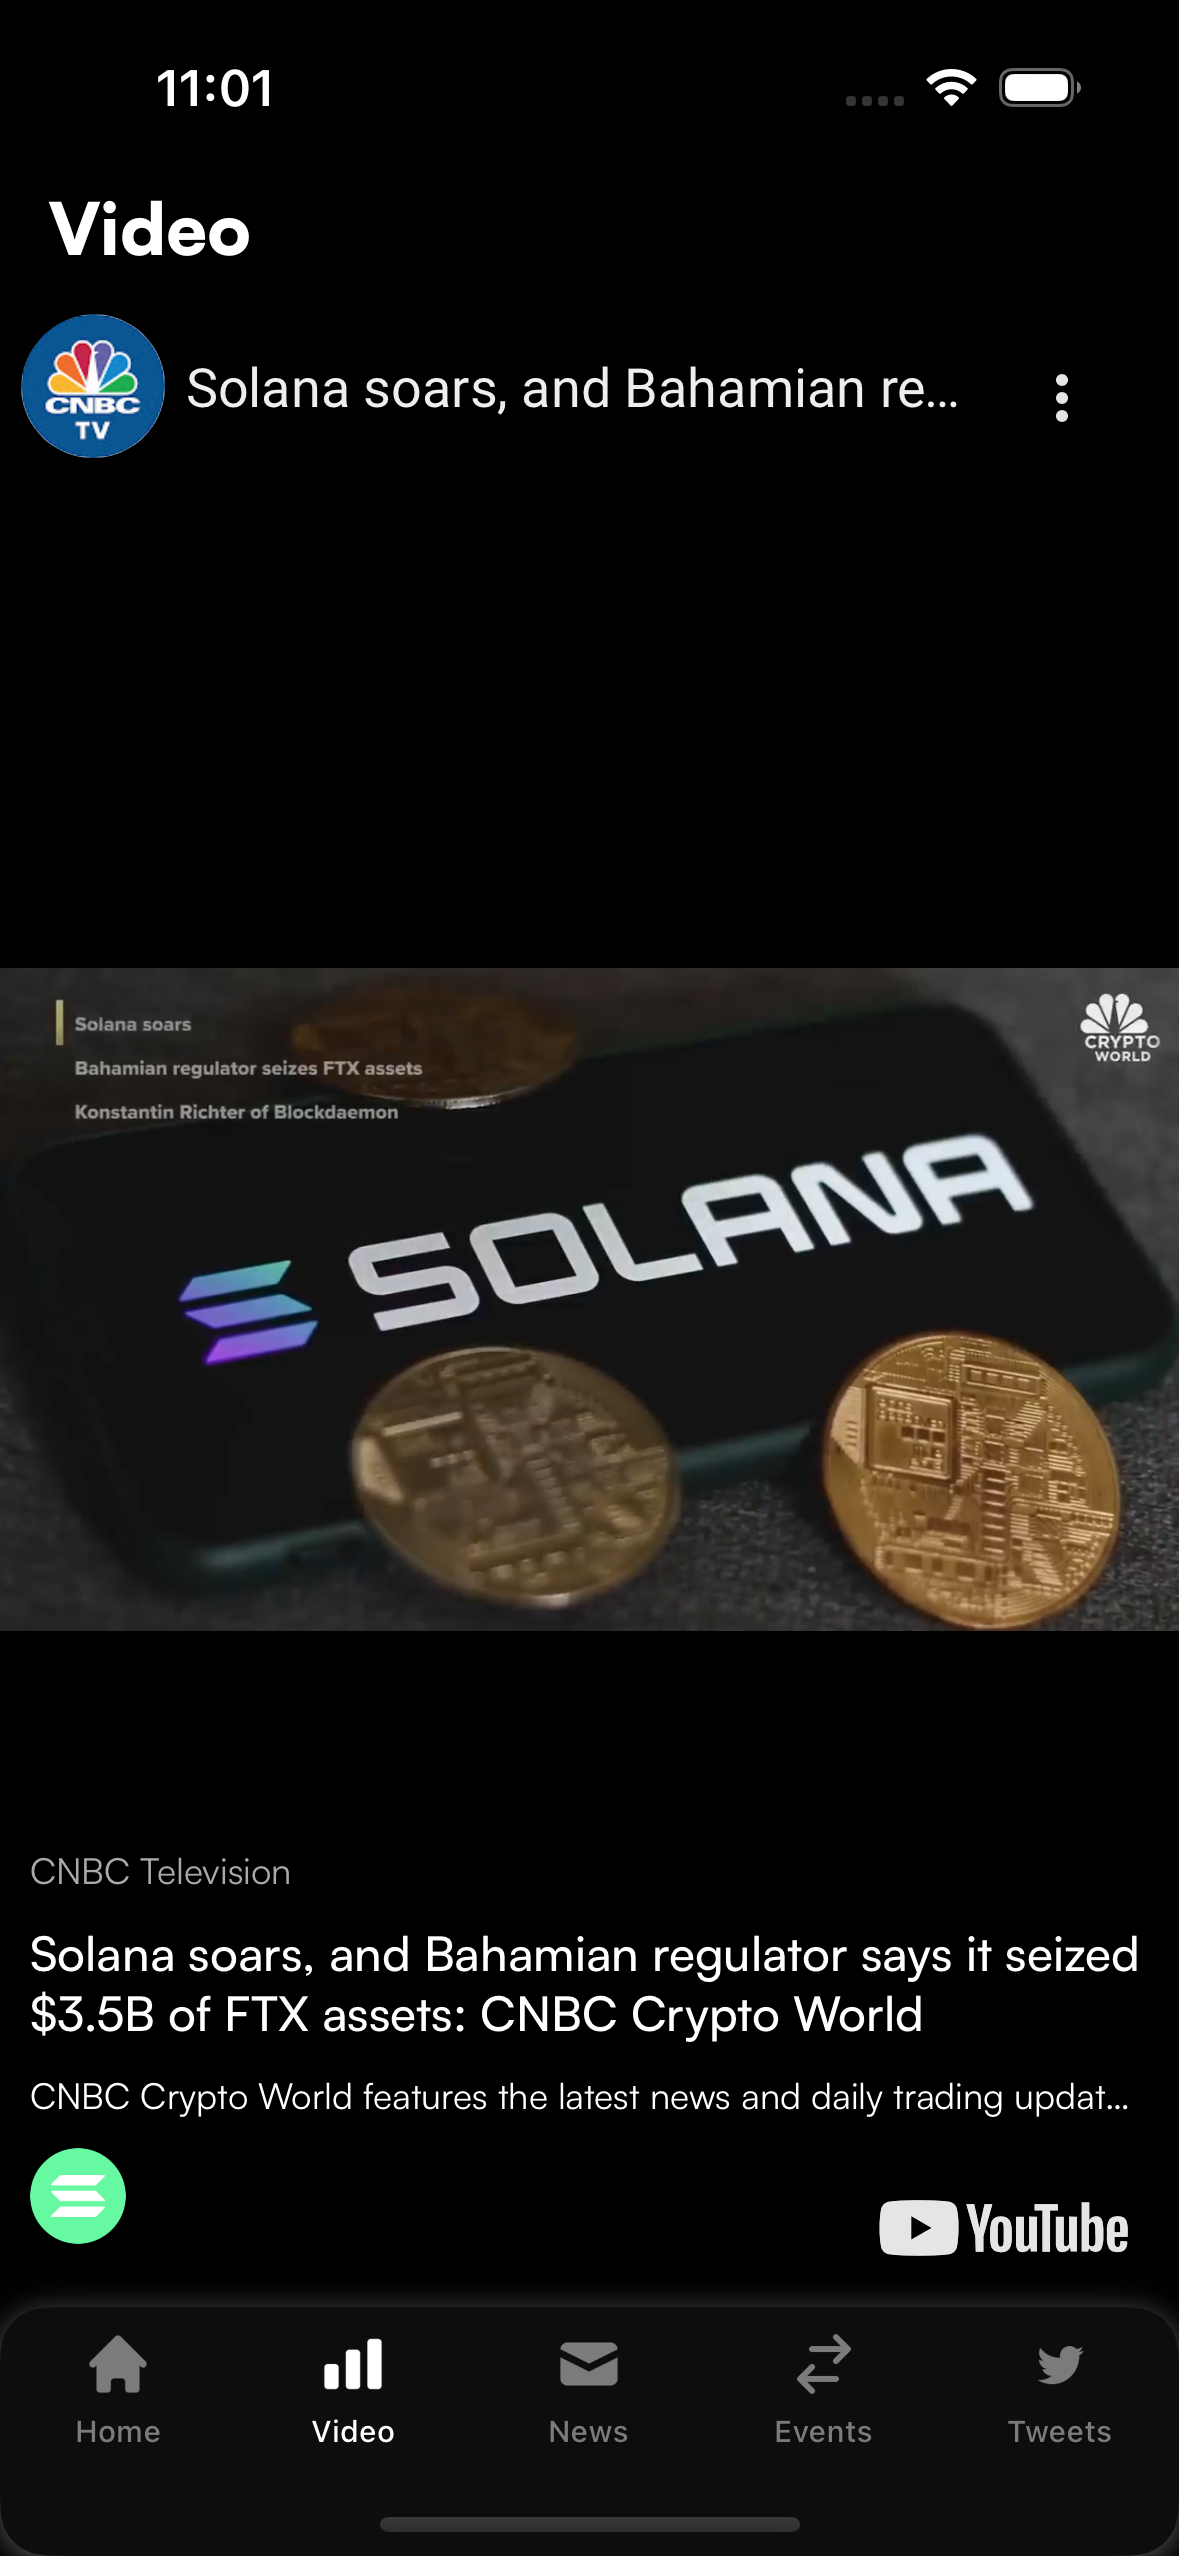 11:01
Video
CNBC
TV
Solana soars, and Bahamian re...
Solana soars
Bahamian regulator seizes FTX assets
Konstantin Richter of Blockdaemon
CRYPTO
WORLD
SOLANA
CNBC Television
Solana soars, and Bahamian regulator says it seized
$3.5B of FTX assets: CNBC Crypto World
CNBC Crypto World features the latest news and daily trading updat...
YouTube
Home
Video
News
Events
Tweets